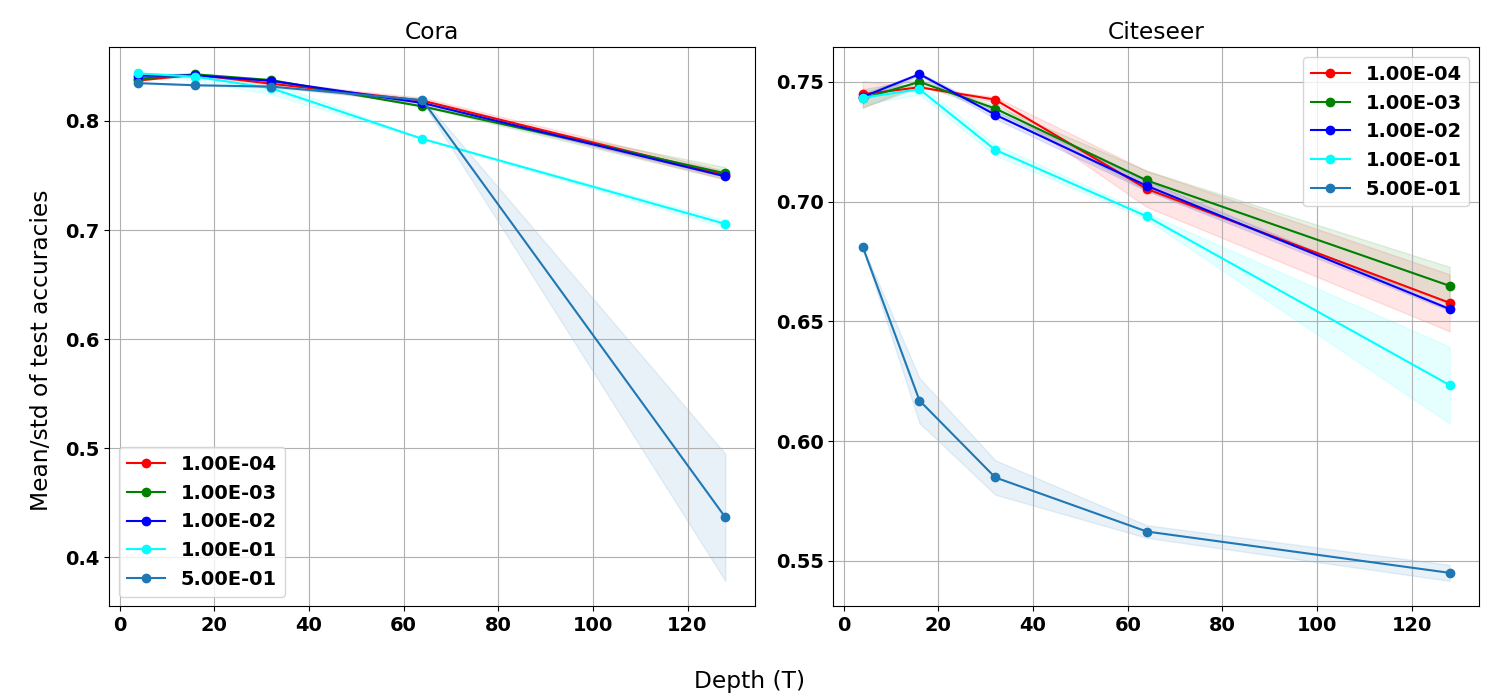 Cora
Citeseer
Mean/std of test accuracies
0.8
0.7
0.6
0.5
0.4
1.00E-04
1.00E-03
1.00E-02
1.00E-01
5.00E-01
0 20 40 60 80 100 120
0.75
0.70
0.65
0.60
0.55
1.00E-04
1.00E-03
1.00E-02
1.00E-01
5.00E-01
0 20 40 60 80 100 120
Depth (T)